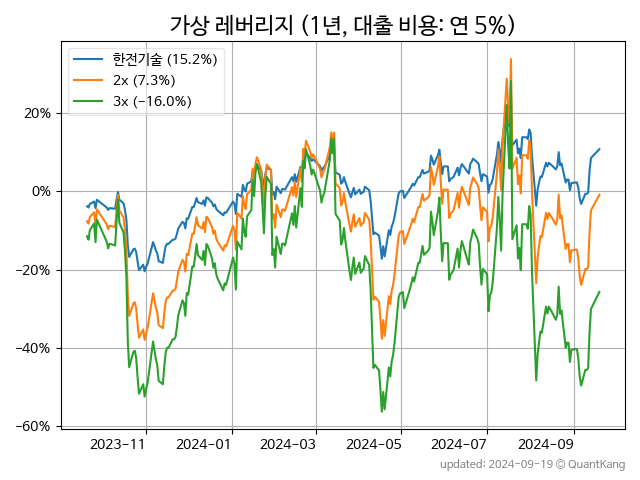 가상 레버리지 (1년, 대출 비용: 연 5%)
한전기술 (15.2%)
2x (7.3%)
3x (−16.0%)
20%
0%
−20%
−40%
−60%
2023-11
2024-01
2024-03
2024-05
2024-07
2024-09
updated: 2024-09-19 © QuantKang